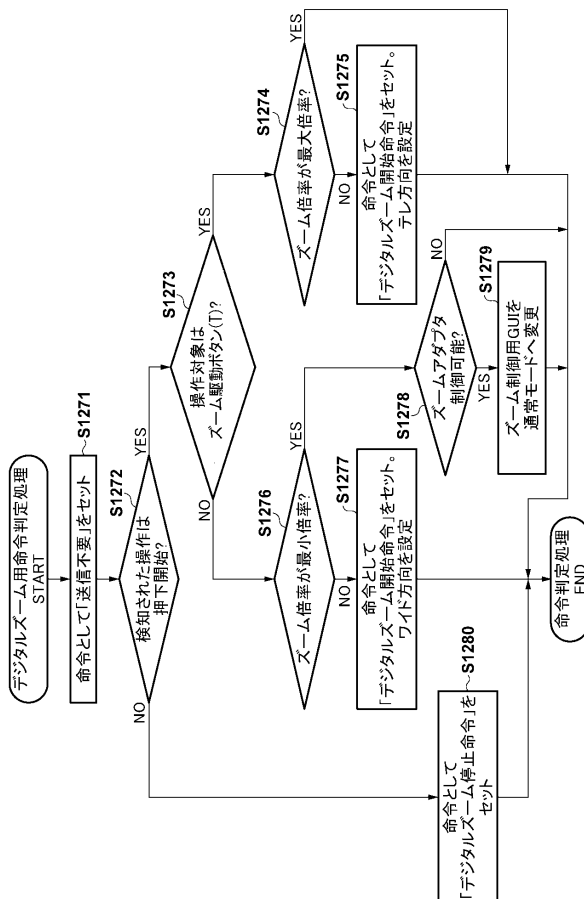 デジタルズーム用命令判定処理
START
S1271
命令として「送信不要」をセット
S1272
検知された操作は
押下開始?
YES
NO
S1273
操作対象は
ズーム駆動ボタン(T)?
YES
NO
S1274
ズーム倍率が最大倍率?
YES
NO
S1275
命令として
「デジタルズーム開始命令」をセット。
テレ方向を設定
S1276
ズーム倍率が最小倍率?
YES
NO
S1277
命令として
「デジタルズーム開始命令」をセット。
ワイド方向を設定
S1278
ズームアダプタ
制御可能?
NO
YES
S1279
ズーム制御用GUIを
通常モードへ変更
S1280
命令として
「デジタルズーム停止命令」を
セット
命令判定処理
END